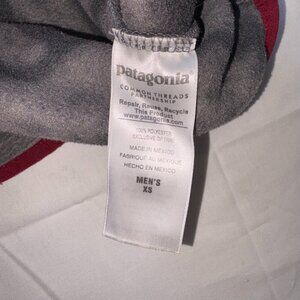 patagonia
COMMON THREADS
PARTNERSHIP
Repair, Reuse, Recycle
This Product
www.patagonia.com
100% POLYESTER
EXCLUSIVE OF TRIM
MADE IN MEXICO
FABRIQUÉ AU MEXIQUE
HECHO EN MEXICO
MEN'S
XS